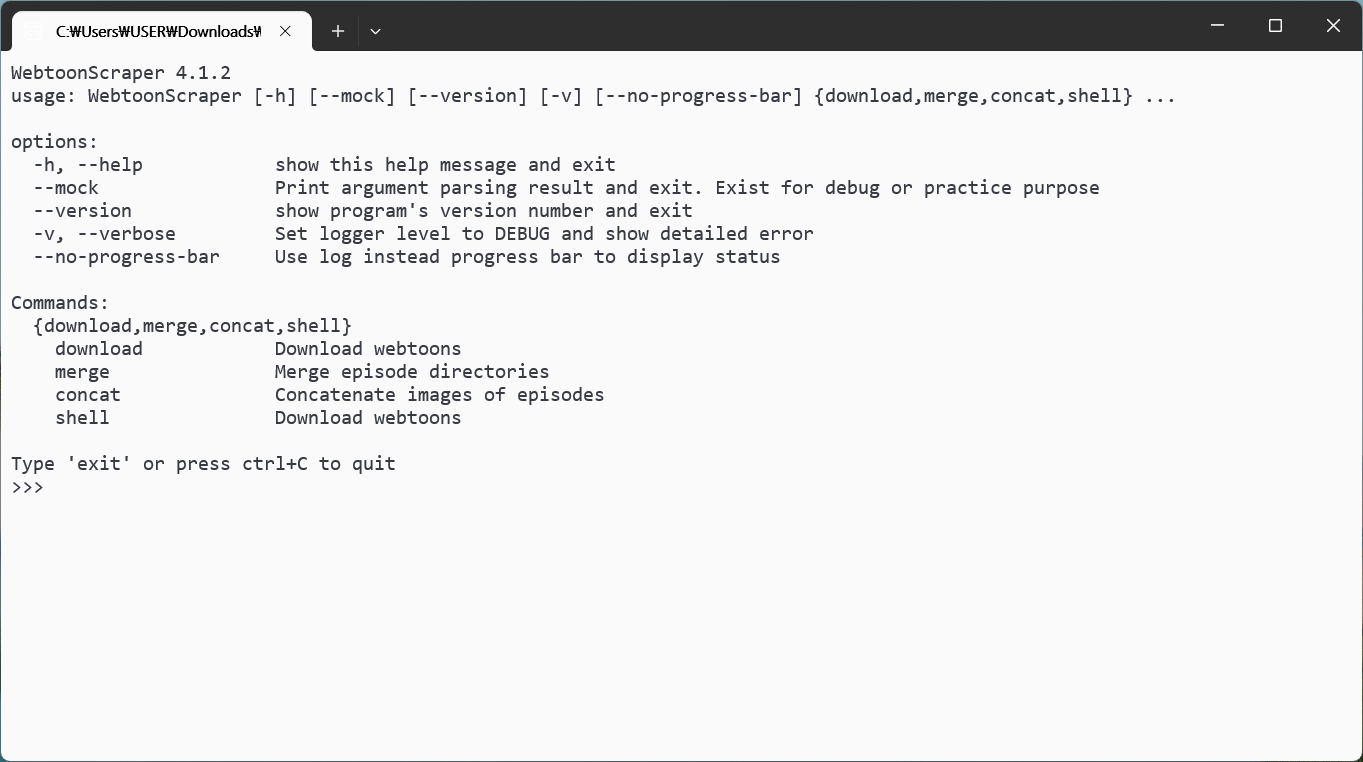 C:₩Users₩USER₩Downloads₩
WebtoonScraper 4.1.2
usage: WebtoonScraper [-h] [--mock] [--version] [-v] [--no-progress-bar] {download,merge,concat,shell} ...
options:
-h, --help show this help message and exit
--mock Print argument parsing result and exit. Exist for debug or practice purpose
--version show program's version number and exit
-v, --verbose Set logger level to DEBUG and show detailed error
--no-progress-bar Use log instead progress bar to display status
Commands:
{download,merge,concat,shell}
download Download webtoons
merge Merge episode directories
concat Concatenate images of episodes
shell Download webtoons
Type 'exit' or press ctrl+C to quit
>>>